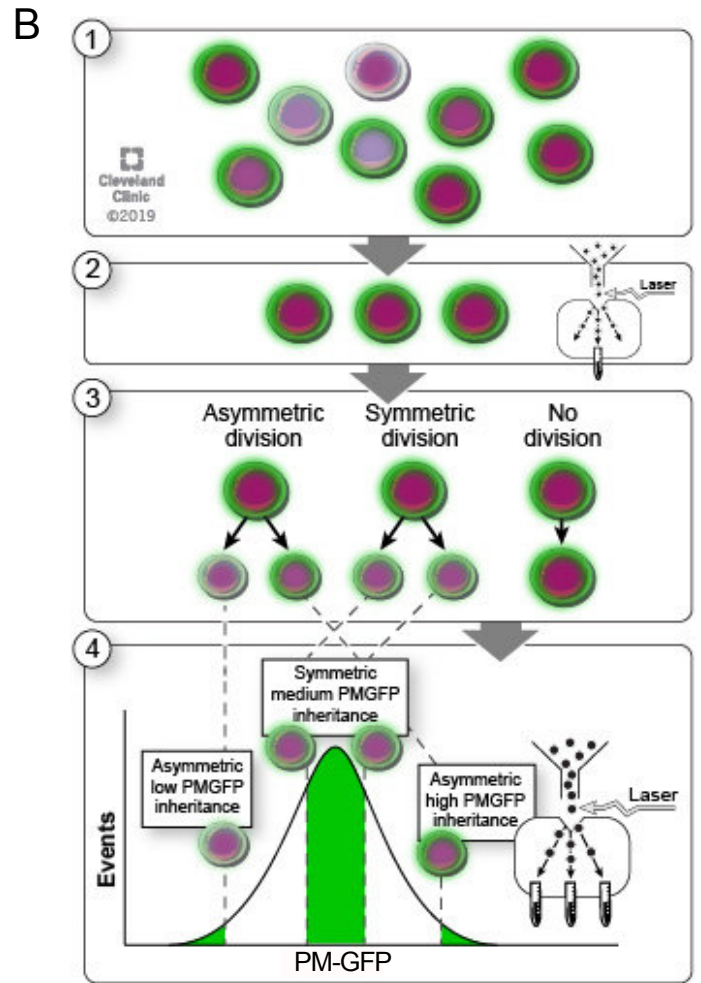 B
1
Cleveland
Clinic
©2019
2
Laser
3
Asymmetric
division
Symmetric
division
No
division
4
Symmetric
medium PMGFP
inheritance
Asymmetric
low PMGFP
inheritance
Asymmetric
high PMGFP
inheritance
Laser
Events
PM-GFP